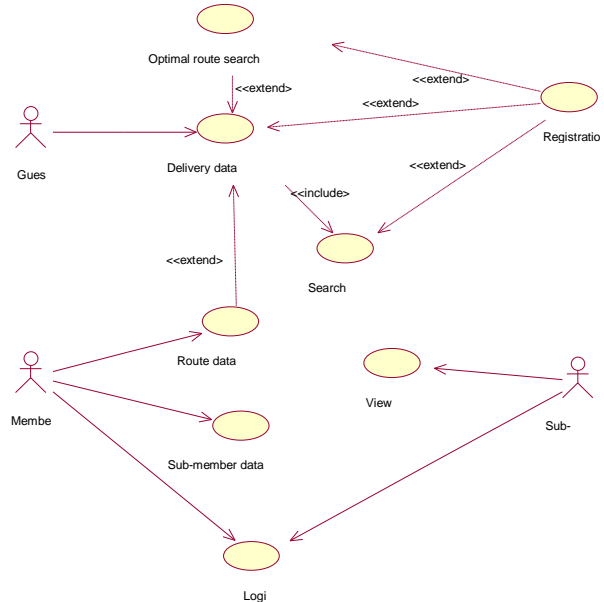 Optimal route search
<<extend>>
<<extend>>
<<extend>>
Registratio
Gues
Delivery data
<<extend>>
<<include>>
<<extend>>
Search
Route data
Membe
View
Sub-
Sub-member data
Logi